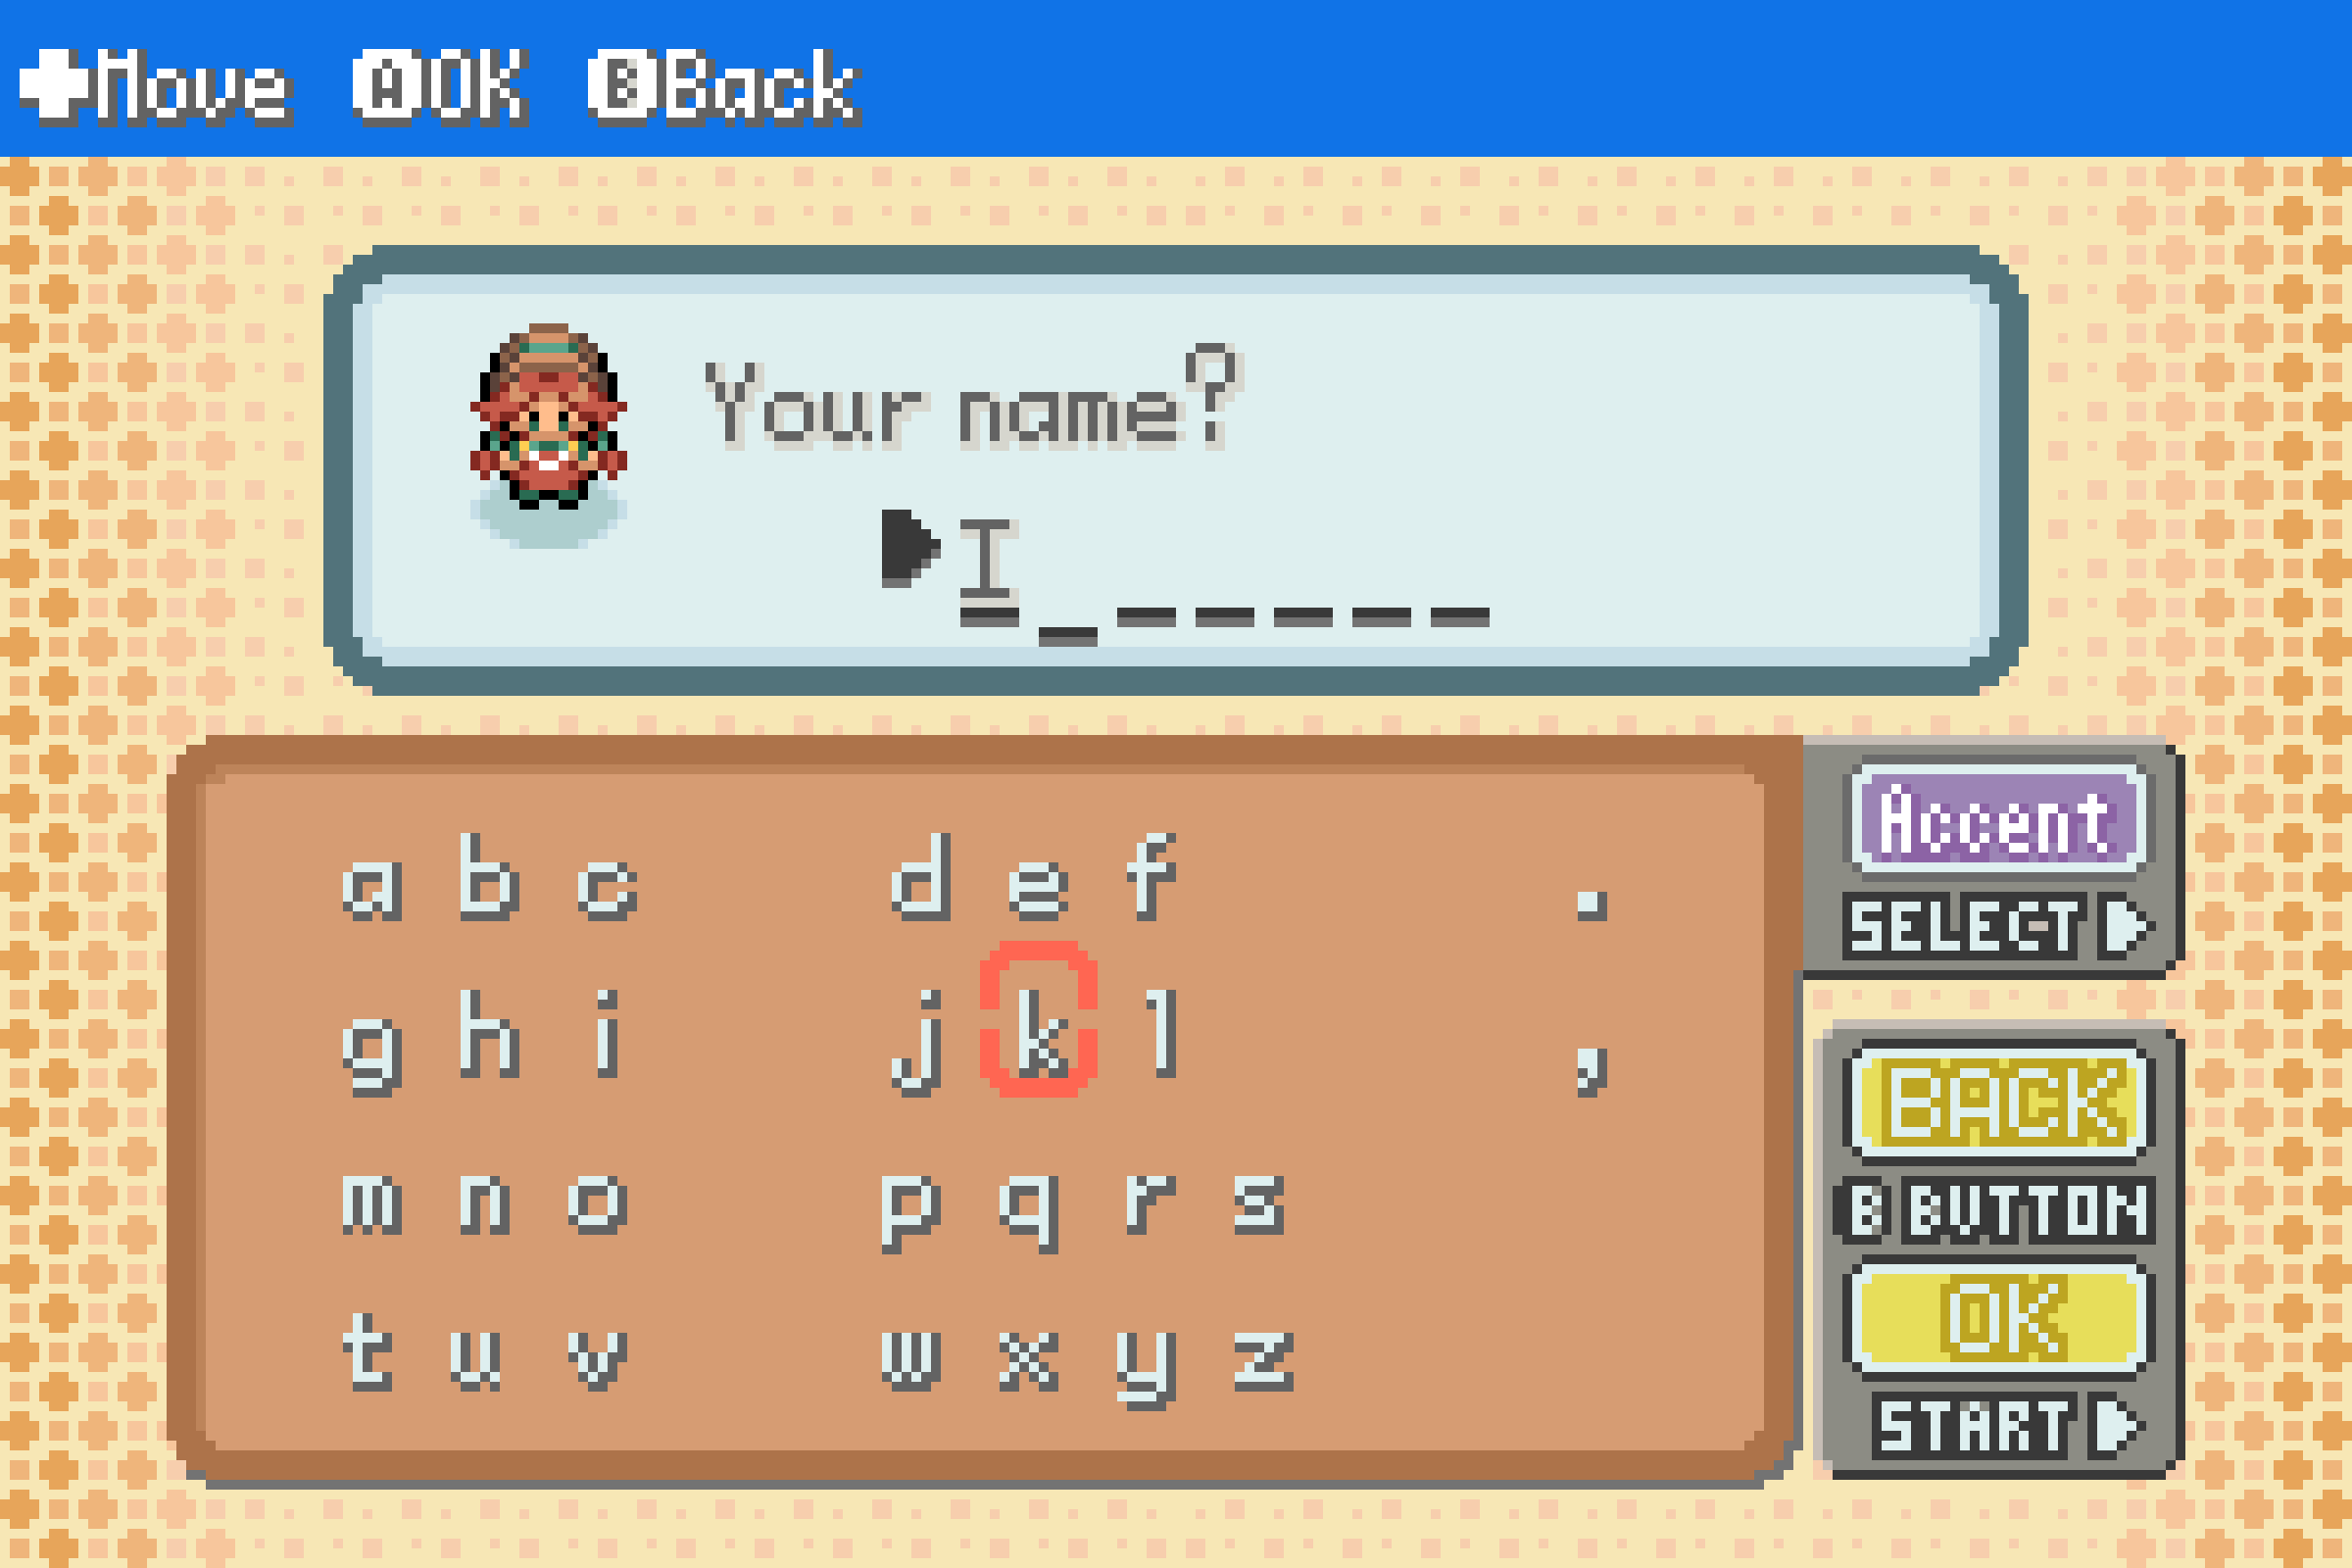 Move A OK B Back
Your name?
I
Accent
SELECT
a b c d e f .
g h i j k l ,
BACK
B BUTTON
m n o p q r s
OK
t u v w x y z
START